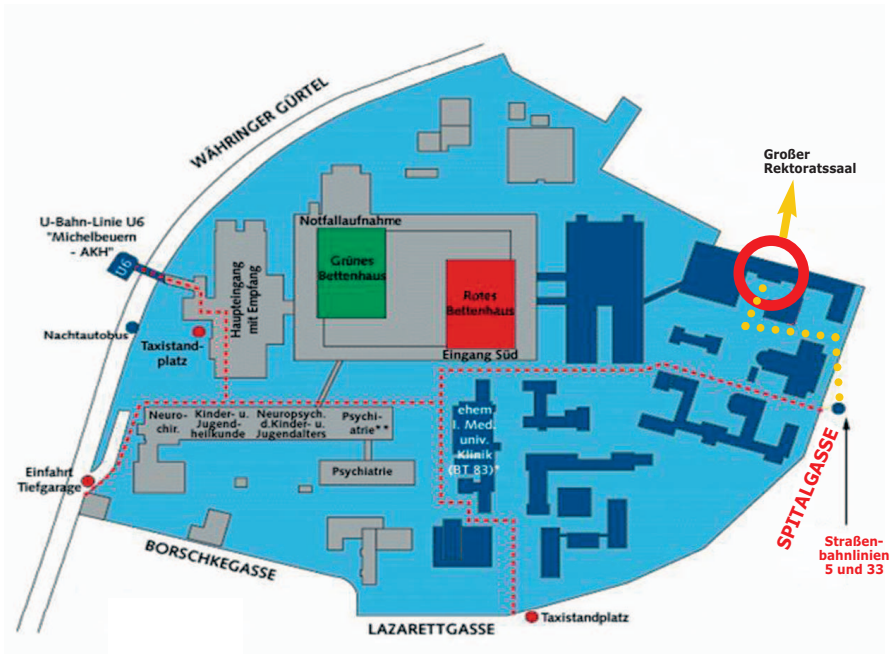 WÄHRINGER GÜRTEL
Großer
Rektoratssaal
U-Bahn-Linie U6
"Michelbeuern
- AKH"
U6
Notfallaufnahme
Grünes
Bettenhaus
Rotes
Bettenhaus
Haupteingang
mit Empfang
Nachtautobus
Taxistand-
platz
Eingang Süd
Neuro-
chir.
Kinder- u.
Jugend-
heilkunde
Neuropsych.
d.Kinder- u.
Jugendalters
Psychi-
atrie**
ehem.
I. Med.
univ.
Klinik
(BT 83)*
Psychiatrie
Einfahrt
Tiefgarage
SPITALGASSE
Straßen-
bahnlinien
5 und 33
BORSCHKEGASSE
LAZARETTGASSE
Taxistandplatz